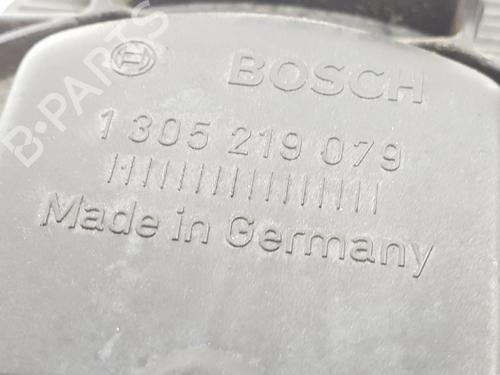 BOSCH
1 305 219 079
Made in Germany
B-PARTS